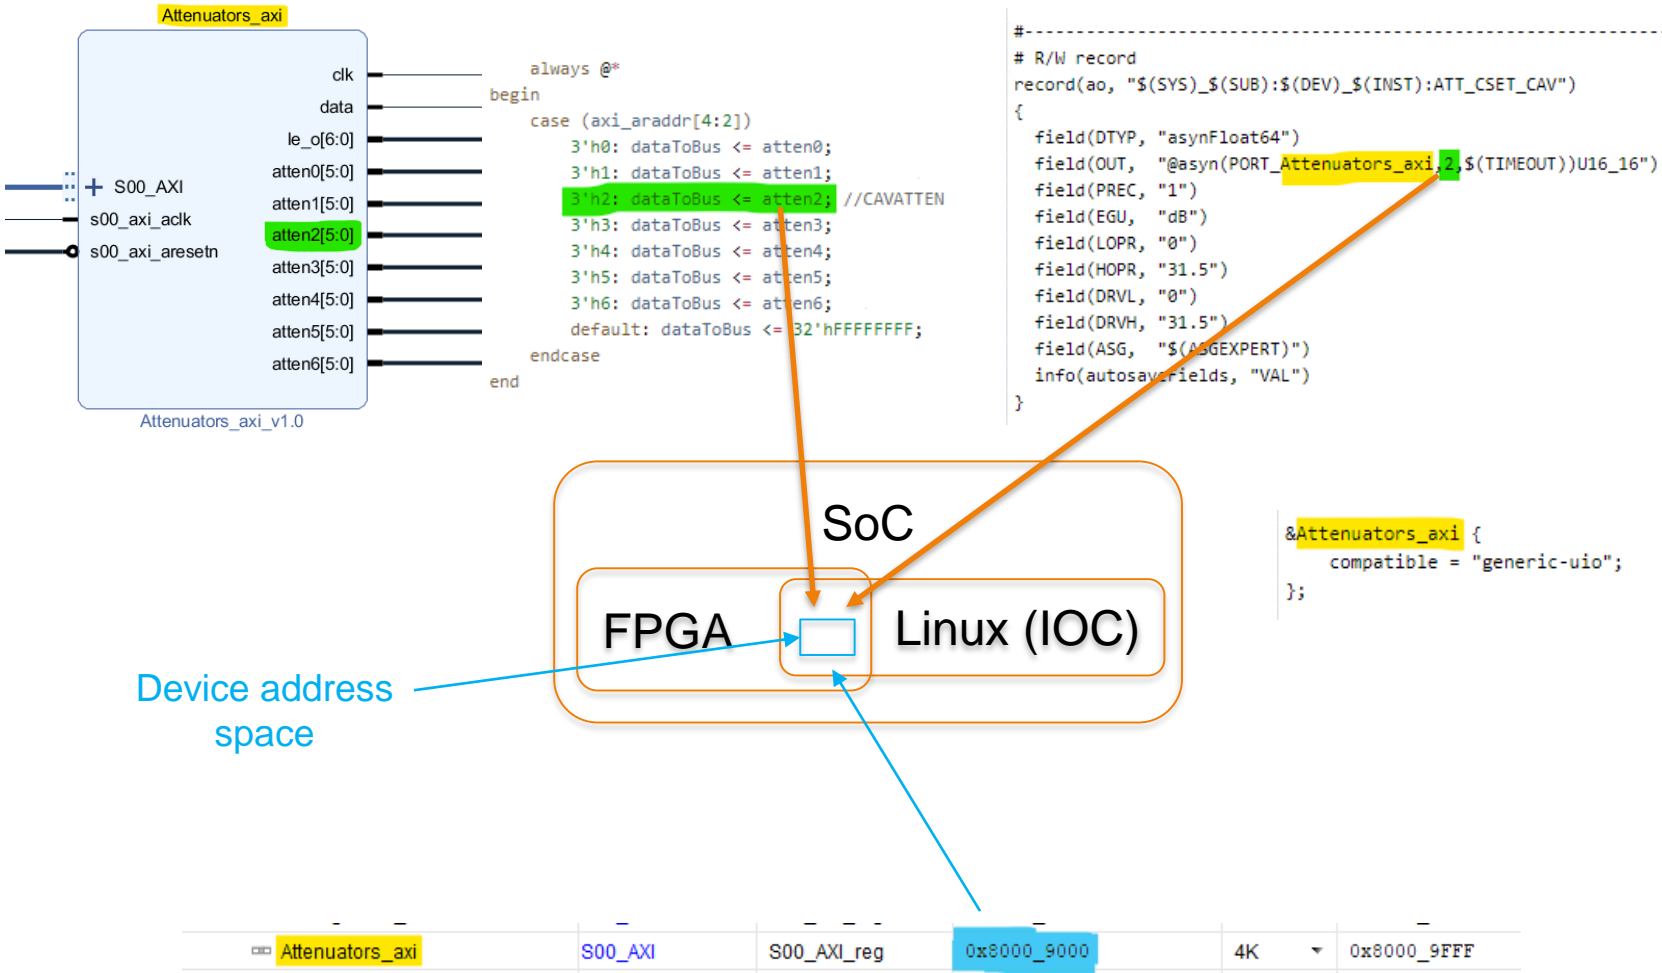 Attenuators_axi
clk
data
le_o[6:0]
atten0[5:0]
S00_AXI
atten1[5:0]
s00_axi_aclk
atten2[5:0]
s00_axi_aresetn
atten3[5:0]
atten4[5:0]
atten5[5:0]
atten6[5:0]
Attenuators_axi_v1.0
always @*
begin
case (axi_araddr[4:2])
3'h0: dataToBus <= atten0;
3'h1: dataToBus <= atten1;
3'h2: dataToBus <= atten2; //CAVATTEN
3'h3: dataToBus <= atten3;
3'h4: dataToBus <= atten4;
3'h5: dataToBus <= atten5;
3'h6: dataToBus <= atten6;
default: dataToBus <= 32'hFFFFFFFF;
endcase
end
#--------------------------------------------------------------
# R/W record
record(ao, "$(SYS)_$(SUB):$(DEV)_$(INST):ATT_CSET_CAV")
{
field(DTYP, "asynFloat64")
field(OUT, "@asyn(PORT_Attenuators_axi,2,$(TIMEOUT))U16_16")
field(PREC, "1")
field(EGU, "dB")
field(LOPR, "0")
field(HOPR, "31.5")
field(DRVL, "0")
field(DRVH, "31.5")
field(ASG, "$(ASGEXPERT)")
info(autosaveFields, "VAL")
}
SoC
FPGA
Linux (IOC)
&Attenuators_axi {
compatible = "generic-uio";
};
Device address
space
Attenuators_axi S00_AXI S00_AXI_reg 0x8000_9000 4K 0x8000_9FFF